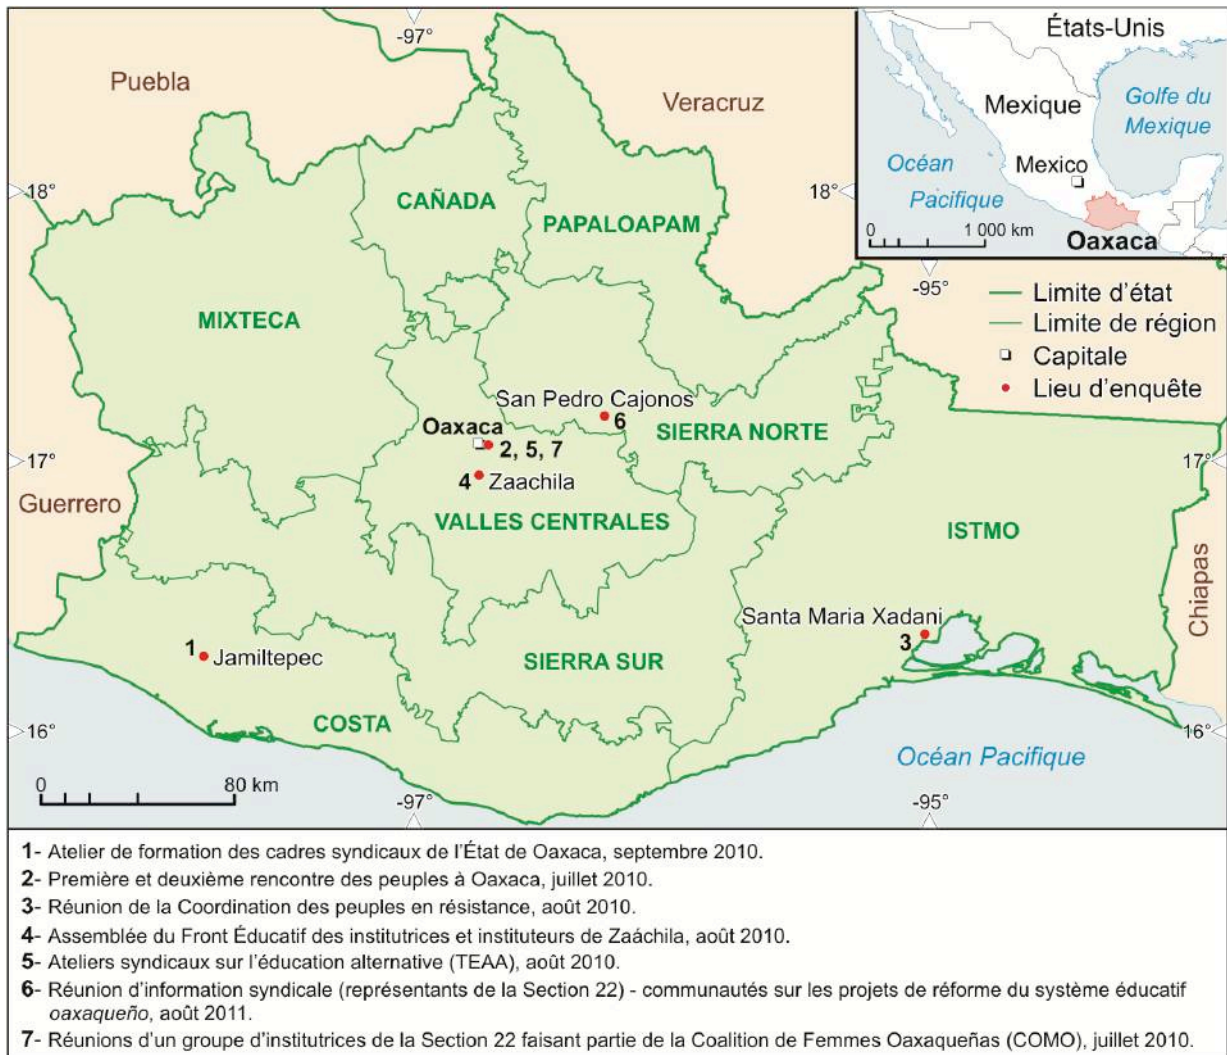 -97°
États-Unis
Puebla
Veracruz
Golfe du
Mexique
Mexique
Océan
Pacifique
Mexico
18°
18°
CAÑADA
PAPALOAPAM
0 1 000 km
Oaxaca
-95°
Limite d'état
Limite de région
Capitale
Lieu d'enquête
MIXTECA
San Pedro Cajonos
6
Oaxaca
2, 5, 7
SIERRA NORTE
17°
17°
4 Zaachila
Guerrero
VALLES CENTRALES
ISTMO
Chiapas
Santa Maria Xadani
3
1 Jamiltepec
SIERRA SUR
COSTA
16°
16°
Océan Pacifique
0 80 km
-97°
-95°
1- Atelier de formation des cadres syndicaux de l'État de Oaxaca, septembre 2010.
2- Première et deuxième rencontre des peuples à Oaxaca, juillet 2010.
3- Réunion de la Coordination des peuples en résistance, août 2010.
4- Assemblée du Front Éducatif des institutrices et instituteurs de Zaáchila, août 2010.
5- Ateliers syndicaux sur l'éducation alternative (TEAA), août 2010.
6- Réunion d'information syndicale (représentants de la Section 22) - communautés sur les projets de réforme du système éducatif
oaxaqueño, août 2011.
7- Réunions d'un groupe d'institutrices de la Section 22 faisant partie de la Coalition de Femmes Oaxaqueñas (COMO), juillet 2010.